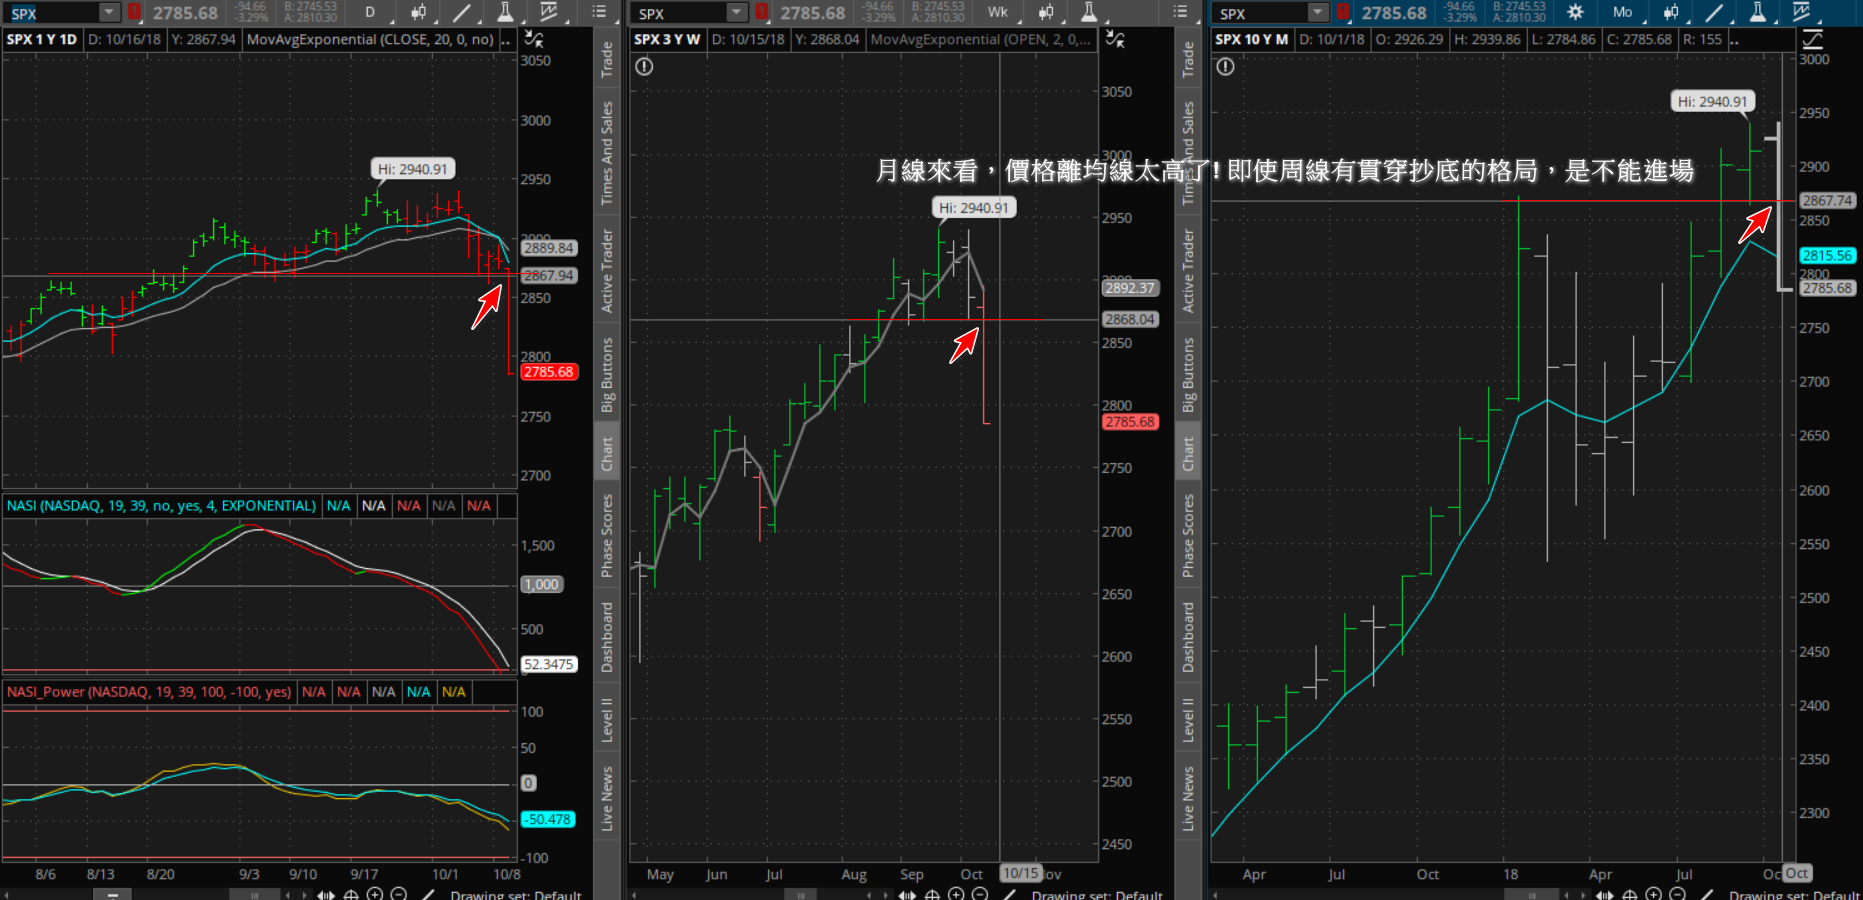 SPX
2785.68
-94.66
-3.29%
B: 2745.53
A: 2810.30
D
SPX 1 Y 1D
D: 10/16/18
Y: 2867.94
MovAvgExponential (CLOSE, 20, 0, no)
..
3050
3000
2950
2900
2889.84
2867.94
2850
2800
2785.68
2750
2700
Hi: 2940.91
NASI (NASDAQ, 19, 39, no, yes, 4, EXPONENTIAL)
N/A
N/A
N/A
N/A
N/A
1,500
1,000
500
52.3475
0
NASI_Power (NASDAQ, 19, 39, 100, -100, yes)
N/A
N/A
N/A
N/A
N/A
100
50
0
-50.478
-100
8/6
8/13
8/20
9/3
9/10
9/17
10/1
10/8
Drawing set: Default
Trade
Times And Sales
Active Trader
Big Buttons
Chart
Phase Scores
Dashboard
Level II
Live News
SPX
2785.68
-94.66
-3.29%
B: 2745.53
A: 2810.30
Wk
SPX 3 Y W
D: 10/15/18
Y: 2868.04
MovAvgExponential (OPEN, 2, 0,...
3050
3000
2950
2900
2892.37
2868.04
2850
2800
2785.68
2750
2700
2650
2600
2550
2500
2450
月線來看，價格離均線太高了! 即使周線有貫穿抄底的格局，是不能進場
Hi: 2940.91
May
Jun
Jul
Aug
Sep
Oct
10/15
Nov
Drawing set: Default
Trade
Times And Sales
Active Trader
Big Buttons
Chart
Phase Scores
Dashboard
Level II
Live News
SPX
2785.68
-94.66
-3.29%
B: 2745.53
A: 2810.30
Mo
SPX 10 Y M
D: 10/1/18
O: 2926.29
H: 2939.86
L: 2784.86
C: 2785.68
R: 155
..
Hi: 2940.91
3000
2950
2900
2867.74
2850
2815.56
2800
2785.68
2750
2700
2650
2600
2550
2500
2450
2400
2350
2300
Apr
Jul
Oct
18
Apr
Jul
Oct
Oct
Drawing set: Default